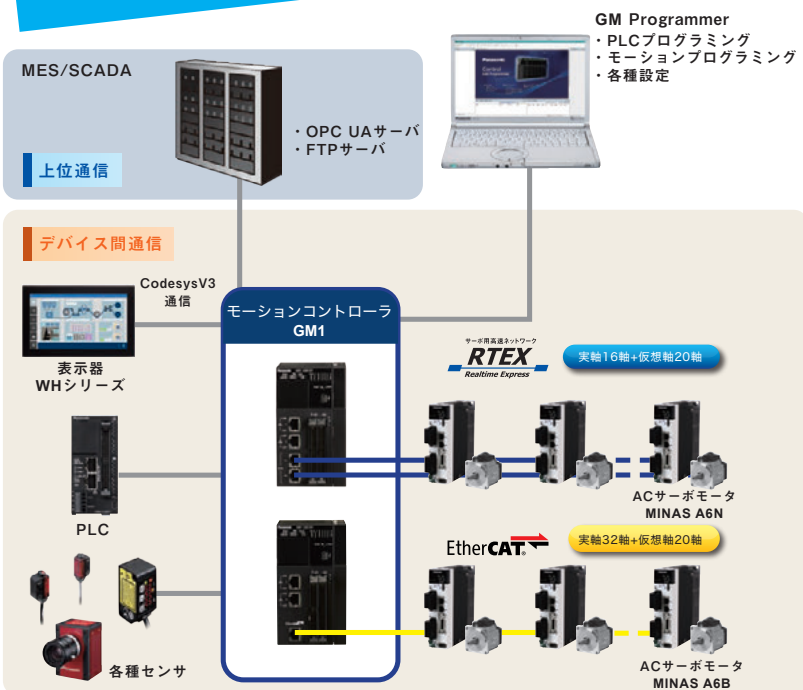 GM Programmer
・PLCプログラミング
・モーションプログラミング
・各種設定
MES/SCADA
・OPC UAサーバ
・FTPサーバ
上位通信
デバイス間通信
CodesysV3
通信
表示器
WHシリーズ
モーションコントローラ
GM1
サーボ用高速ネットワーク
RTEX
Realtime Express
実軸16軸+仮想軸20軸
ACサーボモータ
MINAS A6N
PLC
EtherCAT®
実軸32軸+仮想軸20軸
各種センサ
ACサーボモータ
MINAS A6B